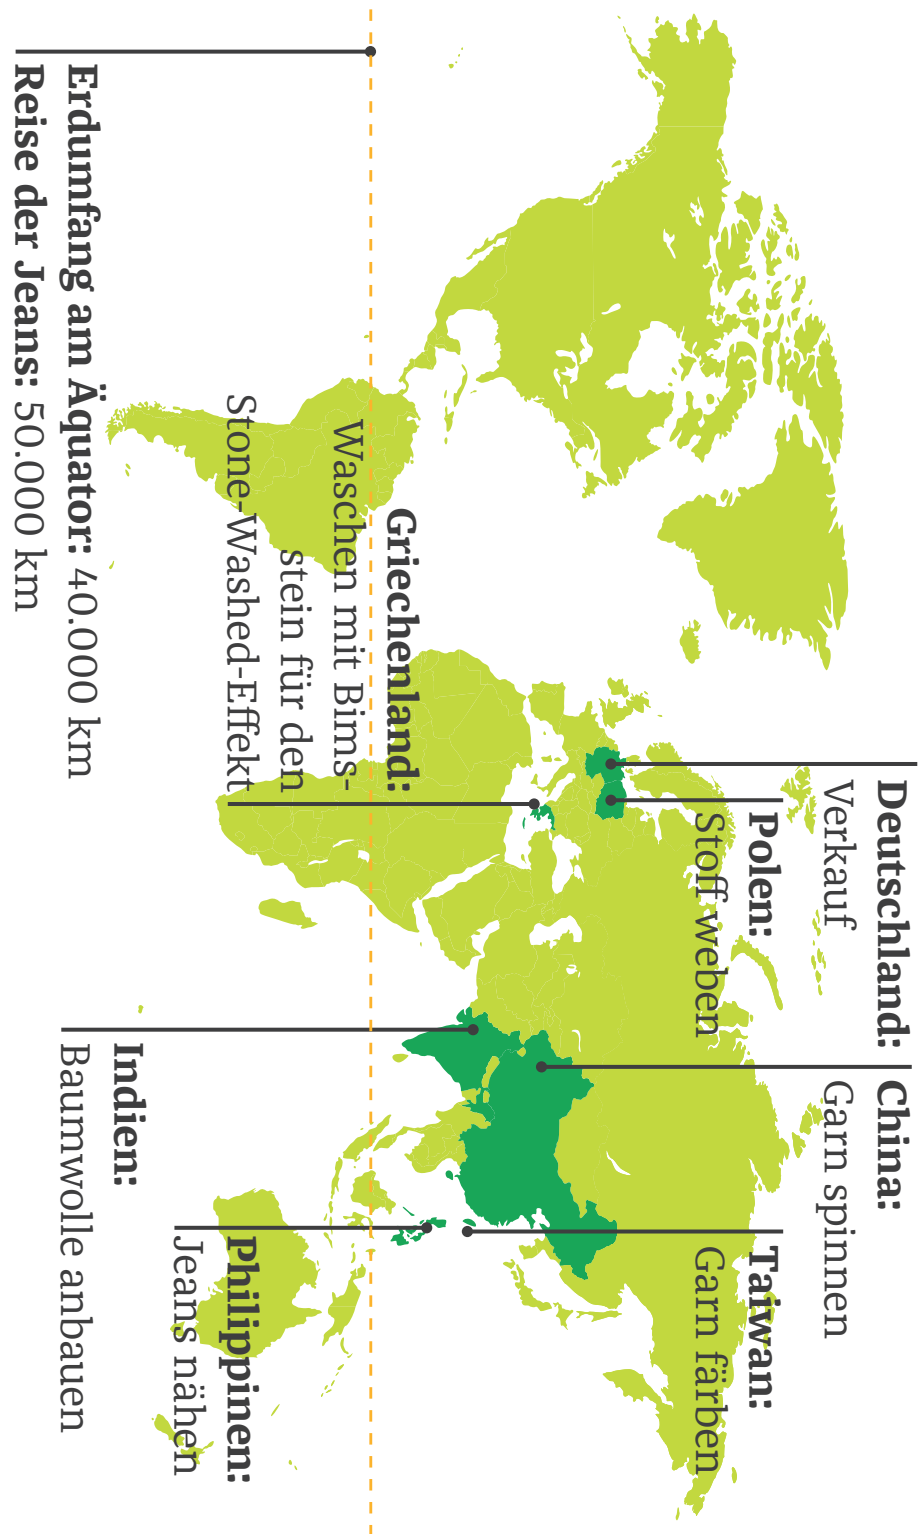 Deutschland:
Verkauf
China:
Garn spinnen
Polen:
Stoff weben
Taiwan:
Garn färben
Griechenland:
Waschen mit Bims-
stein für den
Stone-Washed-Effekt
Philippinen:
Jeans nähen
Indien:
Baumwolle anbauen
Erdumfang am Äquator: 40.000 km
Reise der Jeans: 50.000 km